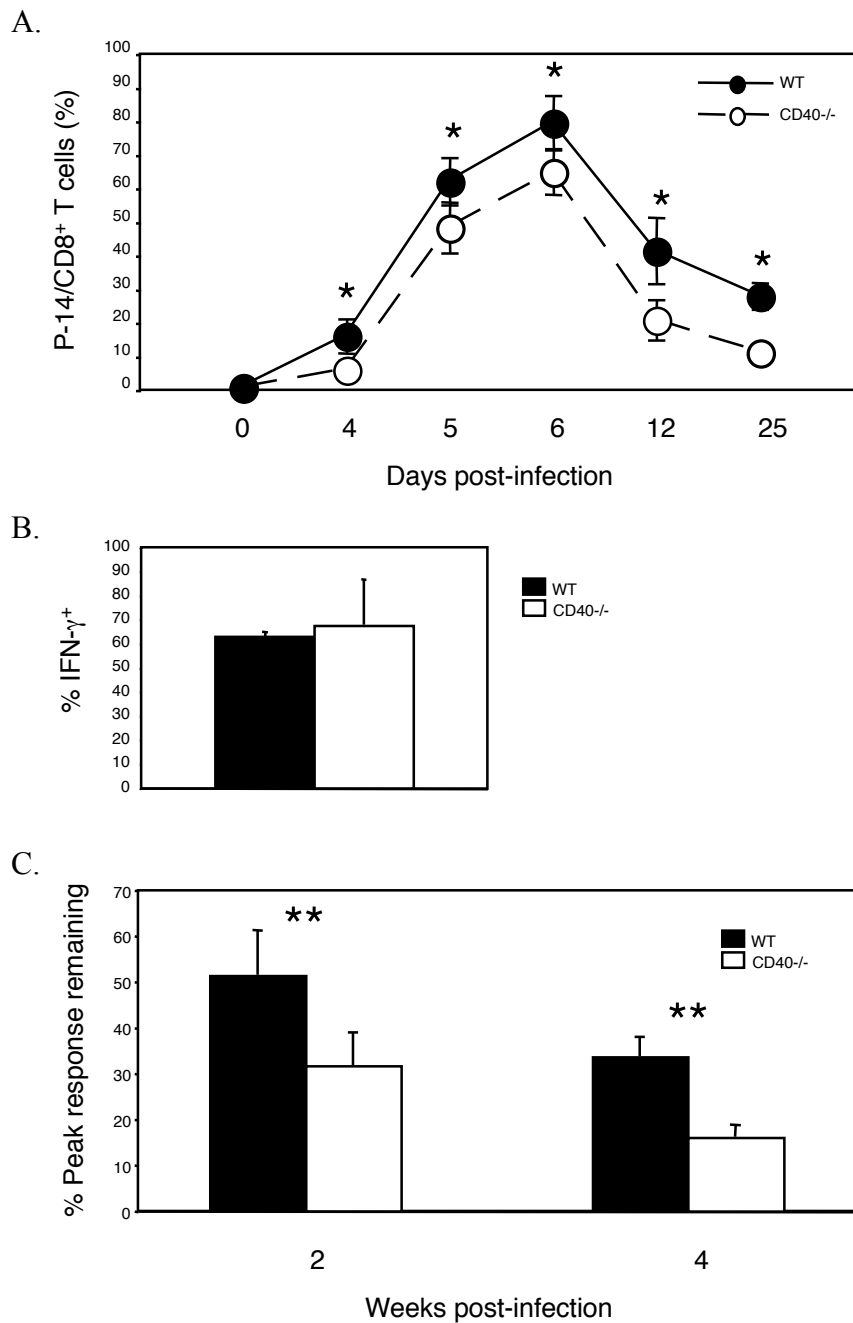 A.
P-14/CD8⁺ T cells (%)
100
90
80
70
60
50
40
30
20
10
0
*
*
*
*
*
WT
CD40-/-
0 4 5 6 12 25
Days post-infection
B.
% IFN-γ⁺
100
90
80
70
60
50
40
30
20
10
0
WT
CD40-/-
C.
% Peak response remaining
70
60
50
40
30
20
10
0
**
**
WT
CD40-/-
2 4
Weeks post-infection